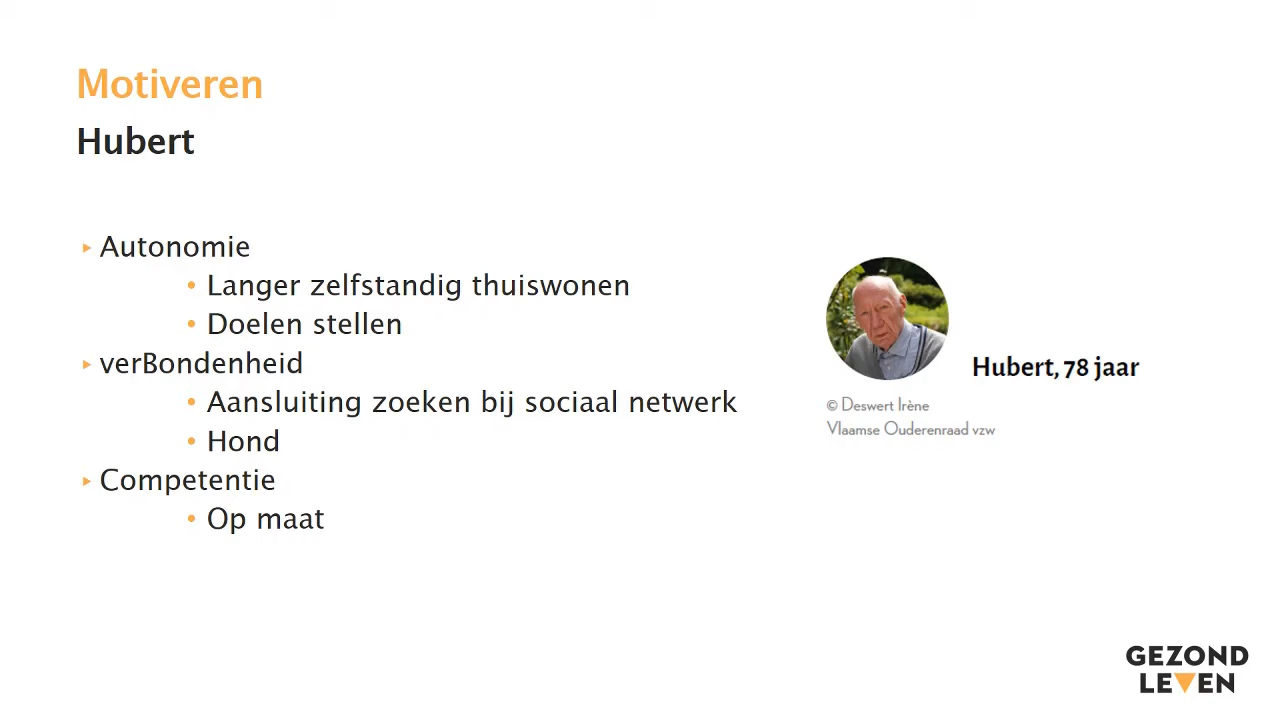 Motiveren
Hubert
Autonomie
Langer zelfstandig thuiswonen
Doelen stellen
verBondenheid
Aansluiting zoeken bij sociaal netwerk
Hond
Competentie
Op maat
Hubert, 78 jaar
© Deswert Irène
Vlaamse Ouderenraad vzw
GEZOND
LEVEN